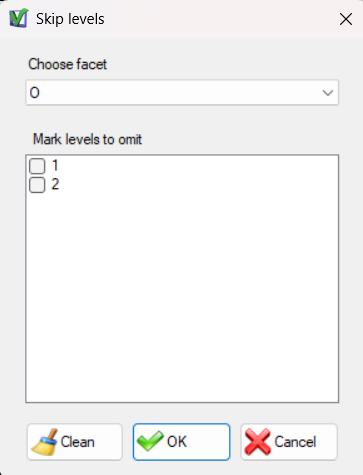 Skip levels
Choose facet
O
Mark levels to omit
1
2
Clean
OK
Cancel